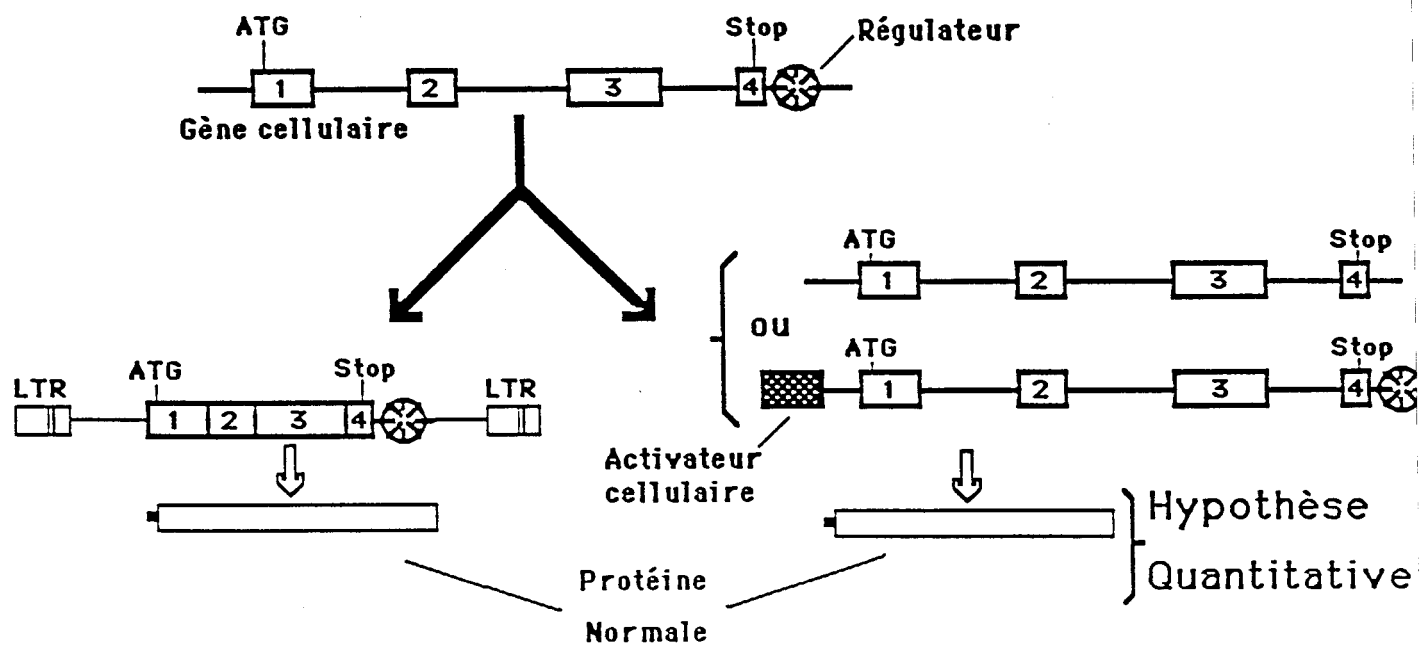 ATG Stop Régulateur
1 2 3 4
Gène cellulaire
ATG Stop
1 2 3 4
ou
ATG Stop
1 2 3 4
ATG Stop
LTR LTR
1 2 3 4
Activateur
cellulaire
Hypothèse
Quantitative
Protéine
Normale